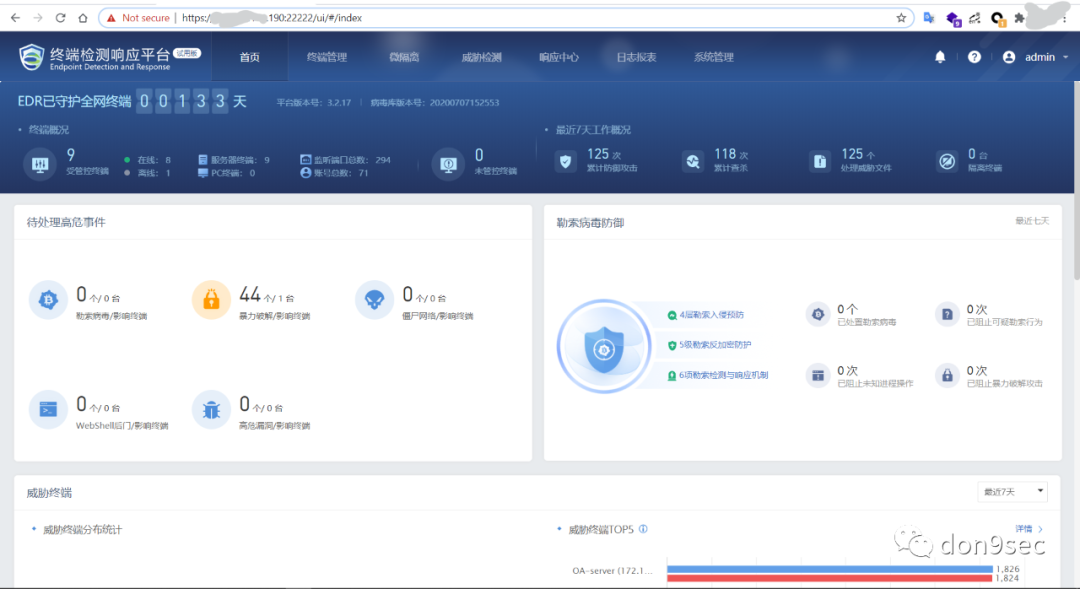 Not secure | https:/ 190:22222/ui/#/index
终端检测响应平台 试用版
Endpoint Detection and Response
首页 终端管理 微隔离 威胁检测 响应中心 日志报表 系统管理
admin
EDR已守护全网终端 0 0 1 3 3 天 平台版本号: 3.2.17 | 病毒库版本号: 20200707152553
终端概况
9
受管控终端
在线: 8
离线: 1
服务器终端: 9
PC终端: 0
监听端口总数: 294
账号总数: 71
0
未管控终端
最近7天工作概况
125 次
累计防御攻击
118 次
累计查杀
125 个
处理威胁文件
0 台
隔离终端
待处理高危事件
0 个/ 0 台
勒索病毒/影响终端
44 个/ 1 台
暴力破解/影响终端
0 个/ 0 台
僵尸网络/影响终端
0 个/ 0 台
WebShell后门/影响终端
0 个/ 0 台
高危漏洞/影响终端
勒索病毒防御
最近七天
4层勒索入侵预防
5级勒索反加密防护
6项勒索检测与响应机制
0 个
已处置勒索病毒
0 次
已阻止可疑勒索行为
0 次
已阻止未知进程操作
0 次
已阻止暴力破解攻击
威胁终端
最近7天
威胁终端分布统计
威胁终端TOP5
详情
OA-server (172.1...
1,826
1,824
don9sec